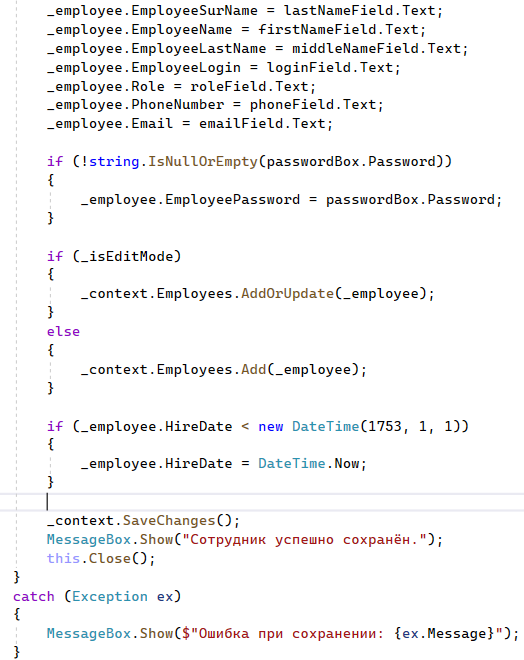 _employee.EmployeeSurName = lastNameField.Text;
_employee.EmployeeName = firstNameField.Text;
_employee.EmployeeLastName = middleNameField.Text;
_employee.EmployeeLogin = loginField.Text;
_employee.Role = roleField.Text;
_employee.PhoneNumber = phoneField.Text;
_employee.Email = emailField.Text;
if (!string.IsNullOrEmpty(passwordBox.Password))
{
_employee.EmployeePassword = passwordBox.Password;
}
if (_isEditMode)
{
_context.Employees.AddOrUpdate(_employee);
}
else
{
_context.Employees.Add(_employee);
}
if (_employee.HireDate < new DateTime(1753, 1, 1))
{
_employee.HireDate = DateTime.Now;
}
_context.SaveChanges();
MessageBox.Show("Сотрудник успешно сохранён.");
this.Close();
}
catch (Exception ex)
{
MessageBox.Show($"Ошибка при сохранении: {ex.Message}");
}